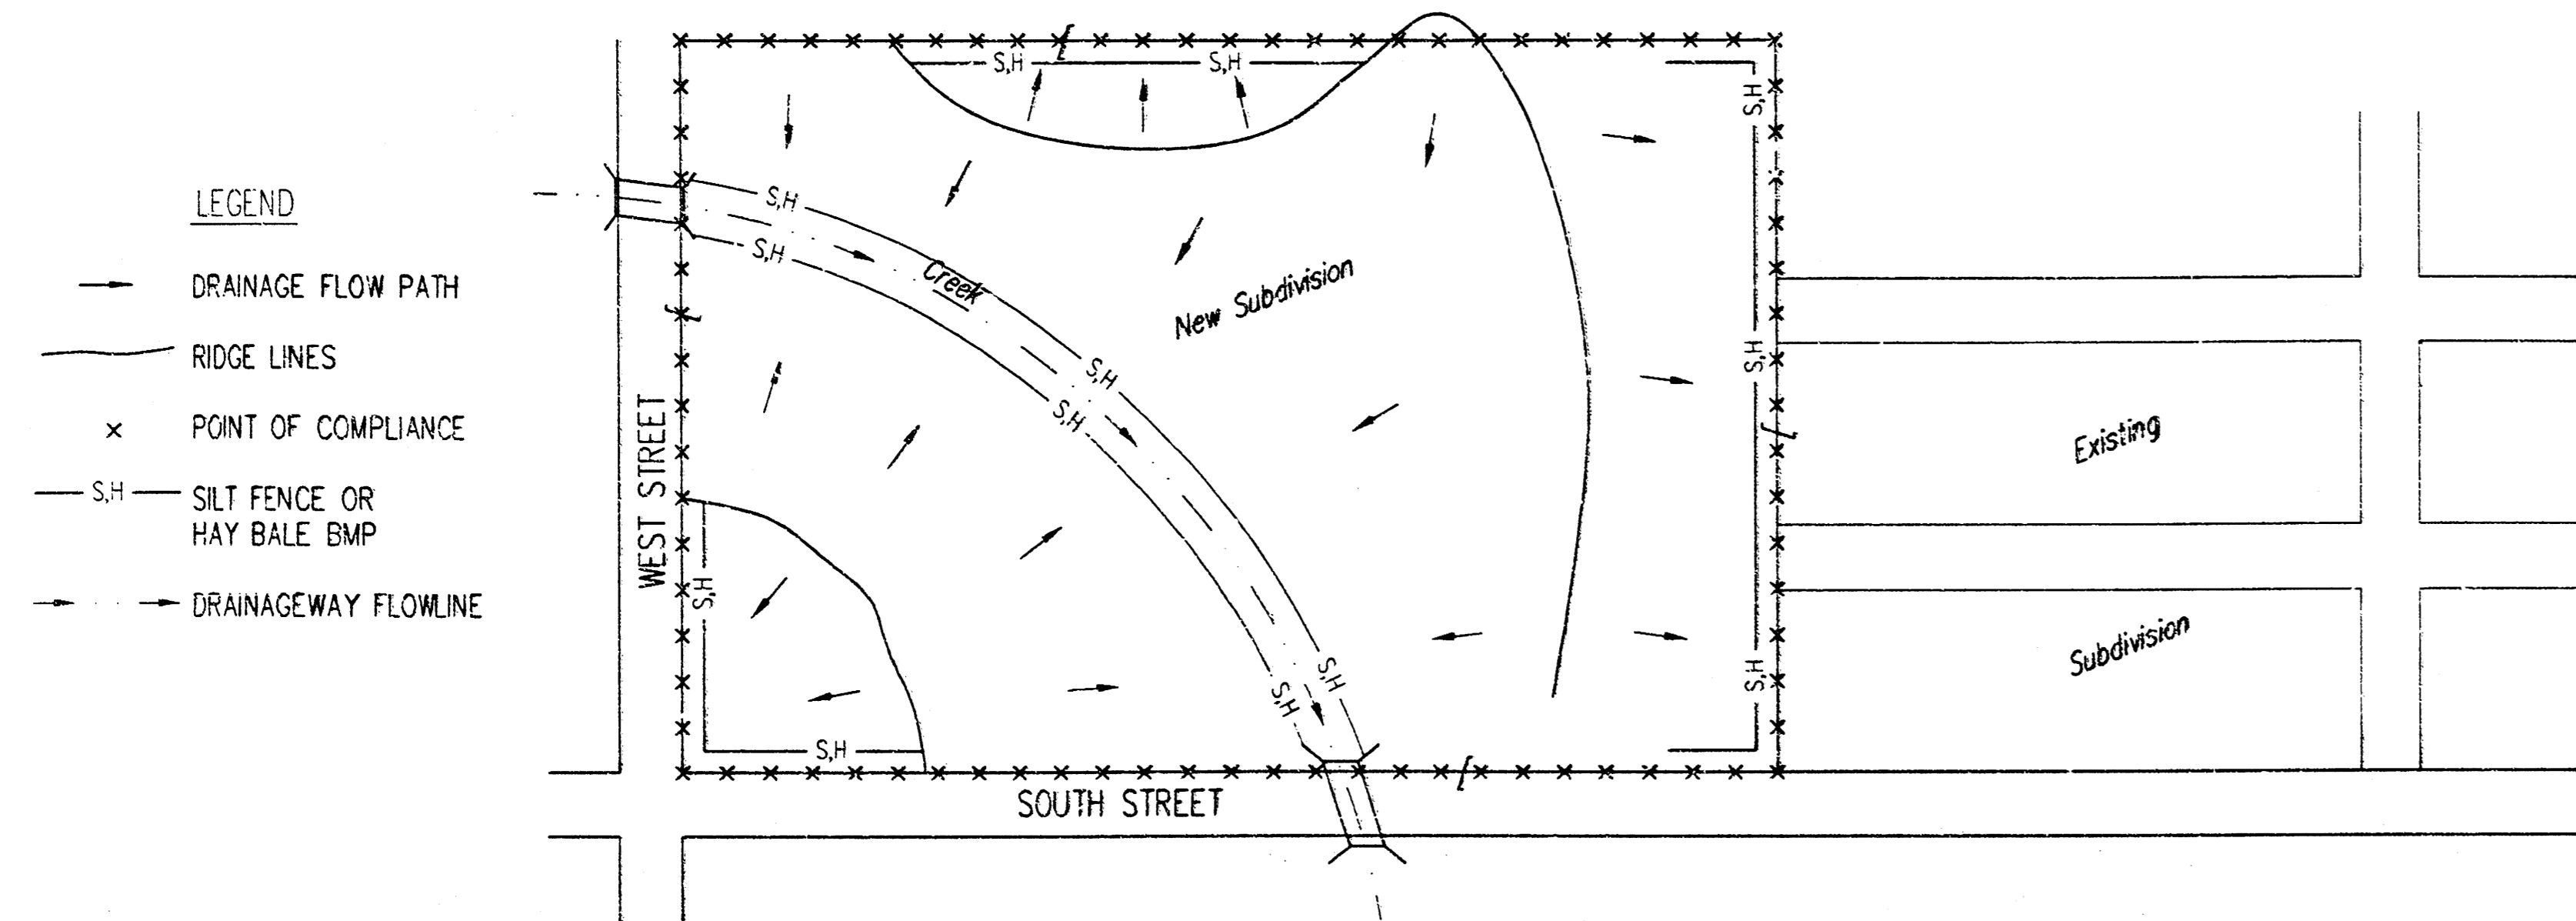 LEGEND
DRAINAGE FLOW PATH
RIDGE LINES
x POINT OF COMPLIANCE
S,H SILT FENCE OR
HAY BALE BMP
DRAINAGEWAY FLOWLINE
WEST STREET
SOUTH STREET
S,H
S,H
S,H
S,H
S,H
S,H
S,H
S,H
S,H
S,H
S,H
S,H
S,H
Creek
New Subdivision
Existing
Subdivision